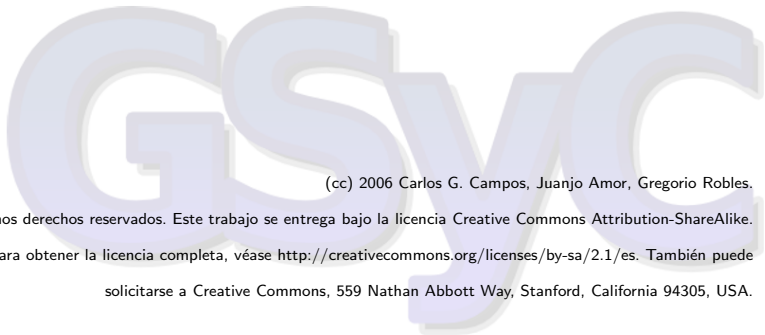 GSyC
(cc) 2006 Carlos G. Campos, Juanjo Amor, Gregorio Robles.
nos derechos reservados. Este trabajo se entrega bajo la licencia Creative Commons Attribution-ShareAlike.
ara obtener la licencia completa, véase http://creativecommons.org/licenses/by-sa/2.1/es. También puede
solicitarse a Creative Commons, 559 Nathan Abbott Way, Stanford, California 94305, USA.